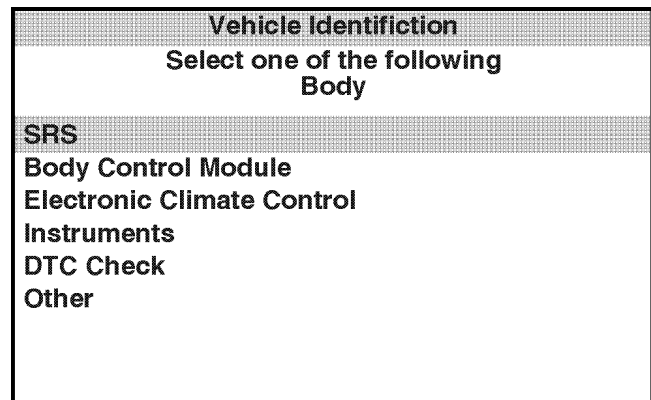 Vehicle Identifiction
Select one of the following
Body
SRS
Body Control Module
Electronic Climate Control
Instruments
DTC Check
Other